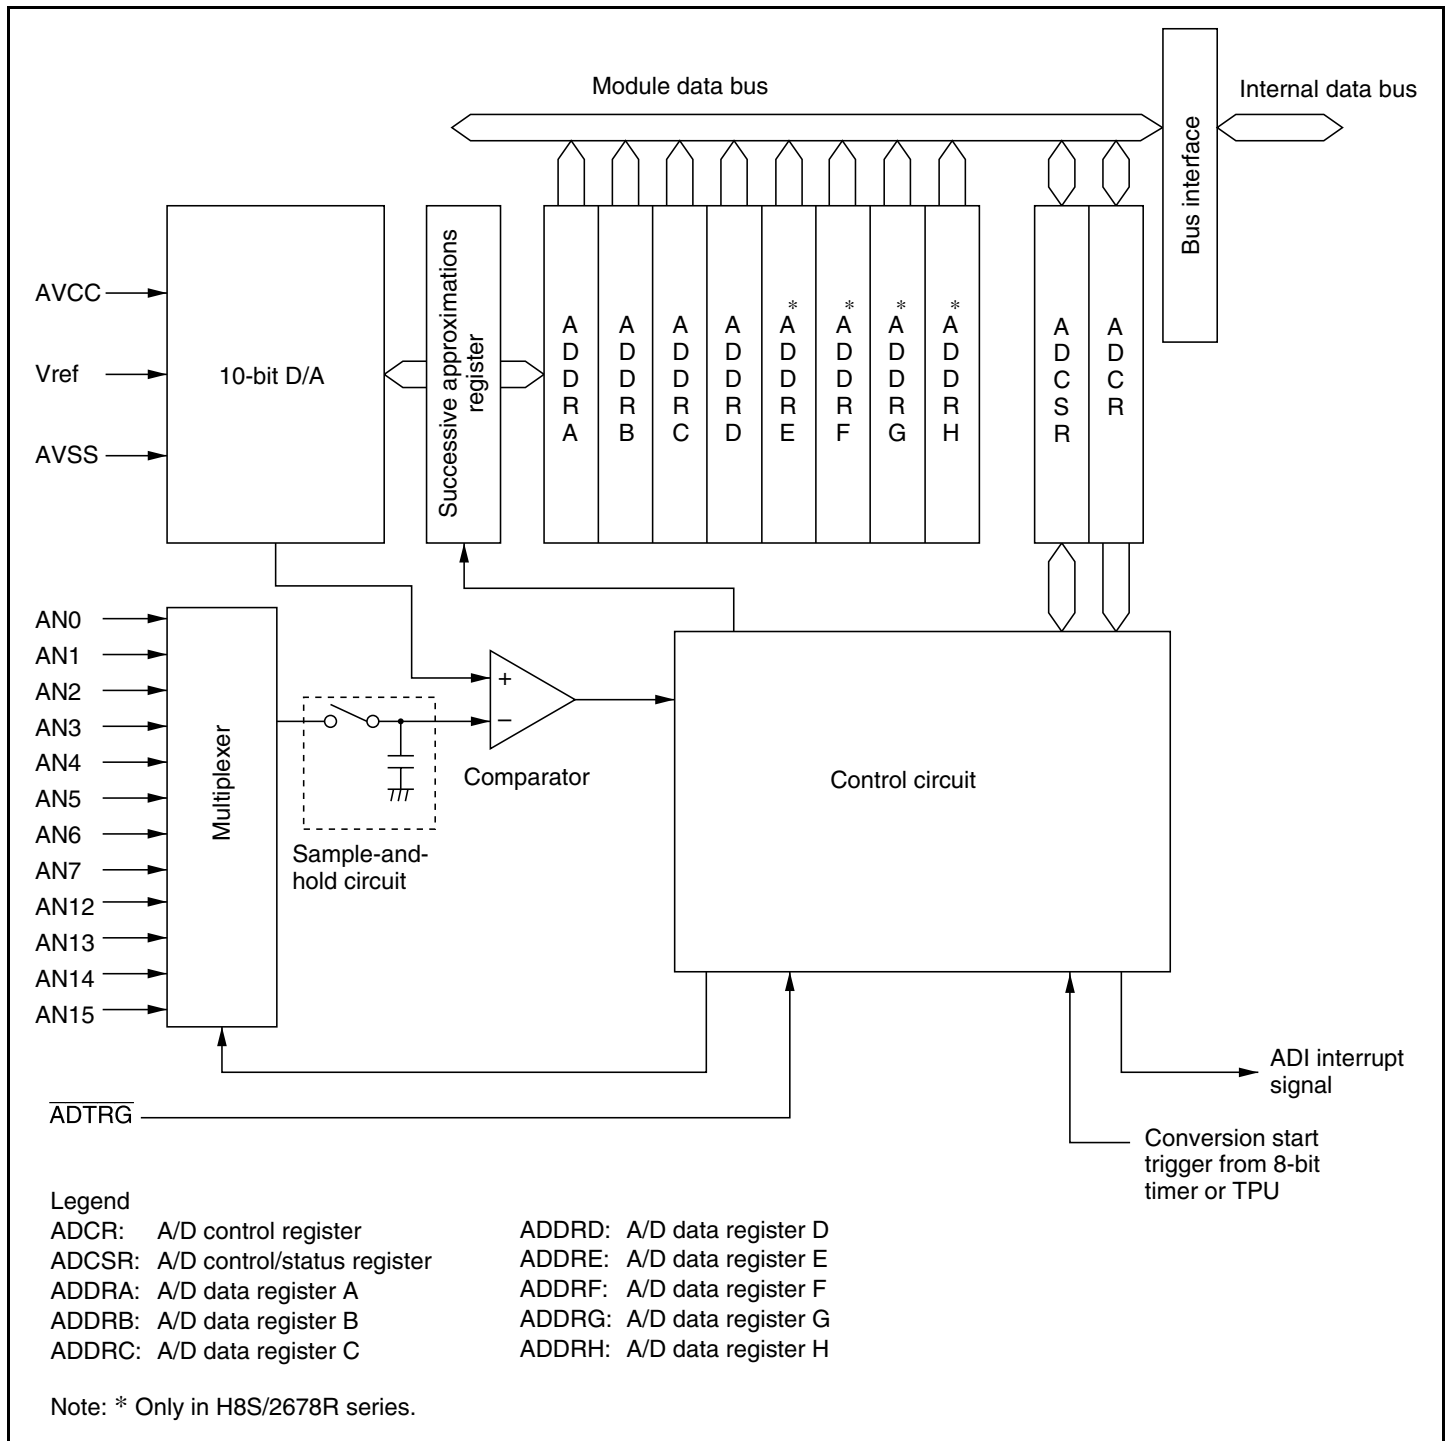 Module data bus
Internal data bus
Bus interface
AVCC
Vref
AVSS
10-bit D/A
Successive approximations
register
ADDRA
ADDRB
ADDRC
ADDRD
*ADDRE
*ADDRF
*ADDRG
*ADDRH
ADCSR
ADCR
AN0
AN1
AN2
AN3
AN4
AN5
AN6
AN7
AN12
AN13
AN14
AN15
Multiplexer
+
−
Comparator
Sample-and-
hold circuit
Control circuit
ADTRG
ADI interrupt
signal
Conversion start
trigger from 8-bit
timer or TPU
Legend
ADCR: A/D control register
ADCSR: A/D control/status register
ADDRA: A/D data register A
ADDRB: A/D data register B
ADDRC: A/D data register C
ADDRD: A/D data register D
ADDRE: A/D data register E
ADDRF: A/D data register F
ADDRG: A/D data register G
ADDRH: A/D data register H
Note: * Only in H8S/2678R series.